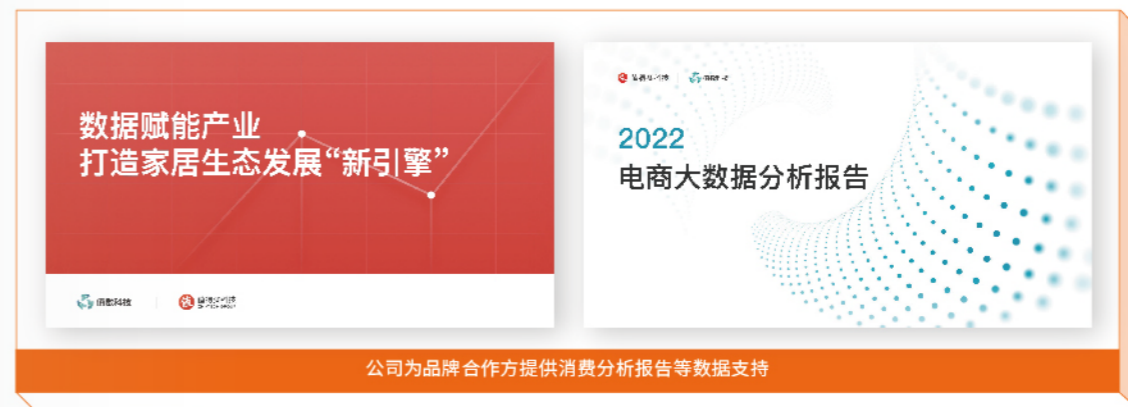 数据赋能产业
打造家居生态发展“新引擎”
2022
电商大数据分析报告
公司为品牌合作方提供消费分析报告等数据支持